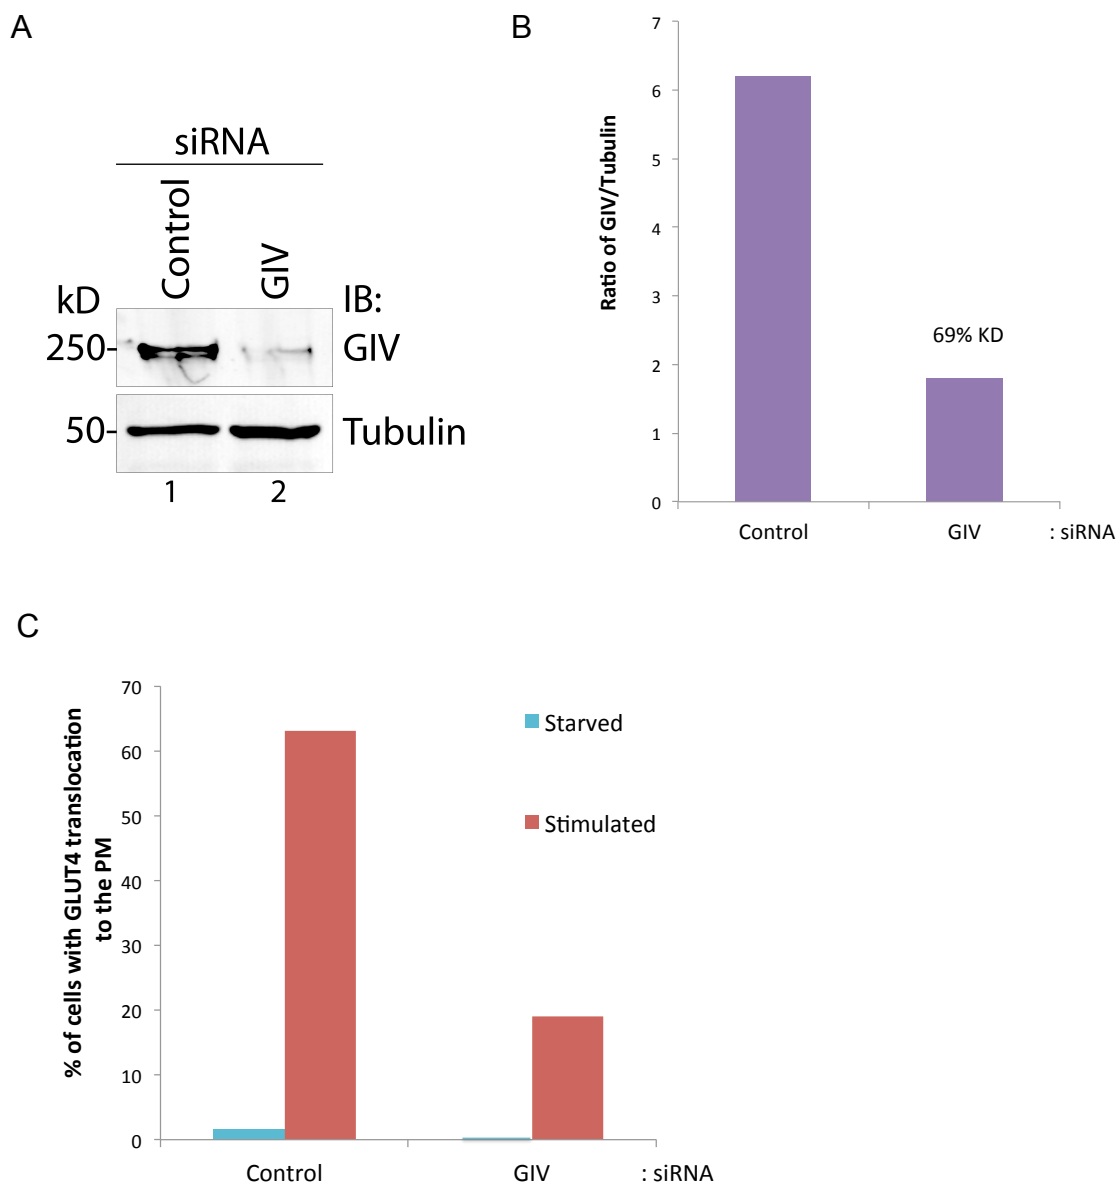 A
siRNA
Control
GIV
kD
IB:
250-
GIV
50-
Tubulin
1 2
B
Ratio of GIV/Tubulin
7
6
5
4
3
2
1
0
69% KD
Control GIV : siRNA
C
% of cells with GLUT4 translocation
to the PM
70
60
50
40
30
20
10
0
Starved
Stimulated
Control GIV : siRNA